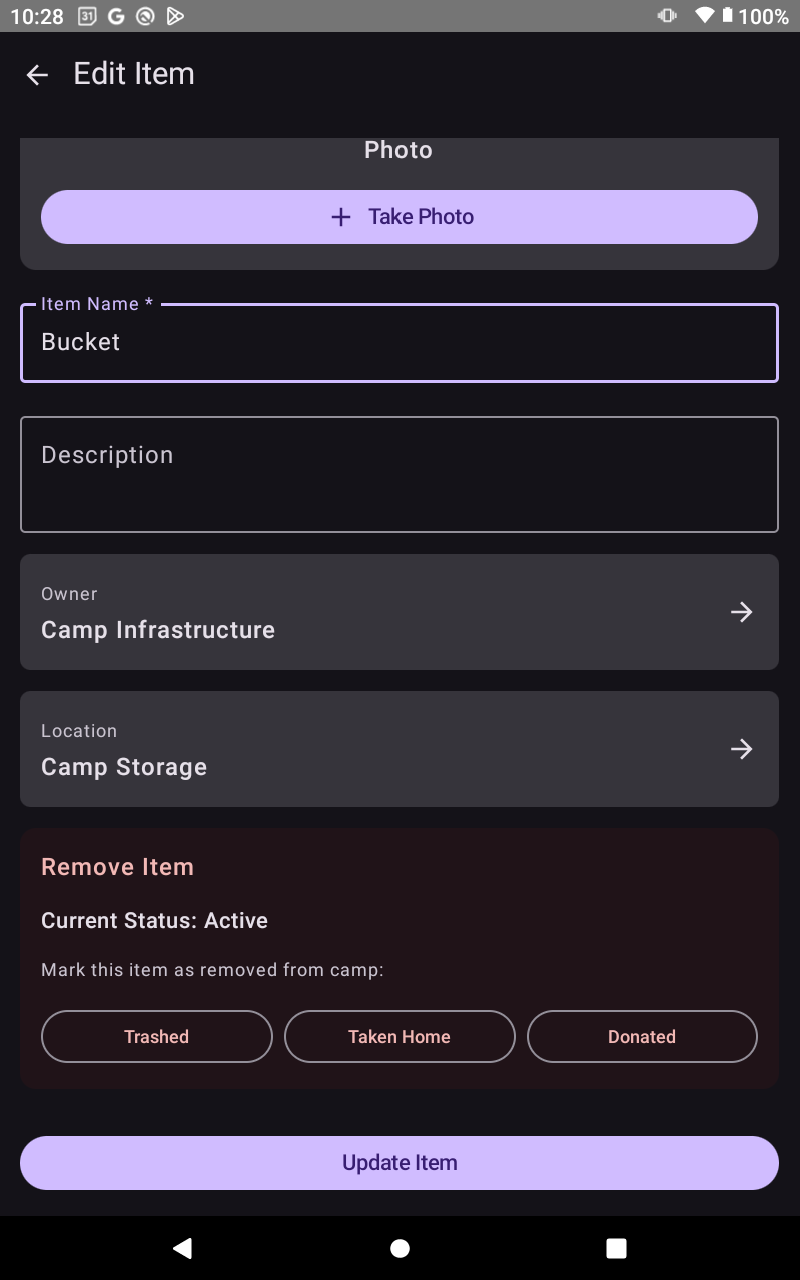 10:28 31 G 100%
Edit Item
Photo
Take Photo
Item Name *
Bucket
Description
Owner
Camp Infrastructure
Location
Camp Storage
Remove Item
Current Status: Active
Mark this item as removed from camp:
Trashed Taken Home Donated
Update Item